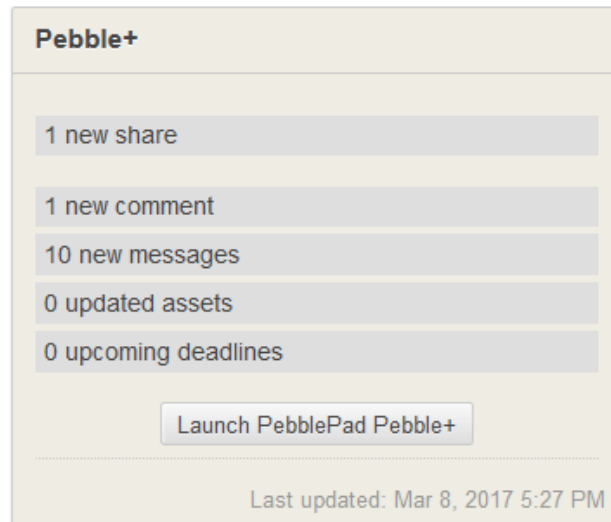 Pebble+
1 new share
1 new comment
10 new messages
0 updated assets
0 upcoming deadlines
Launch PebblePad Pebble+
Last updated: Mar 8, 2017 5:27 PM